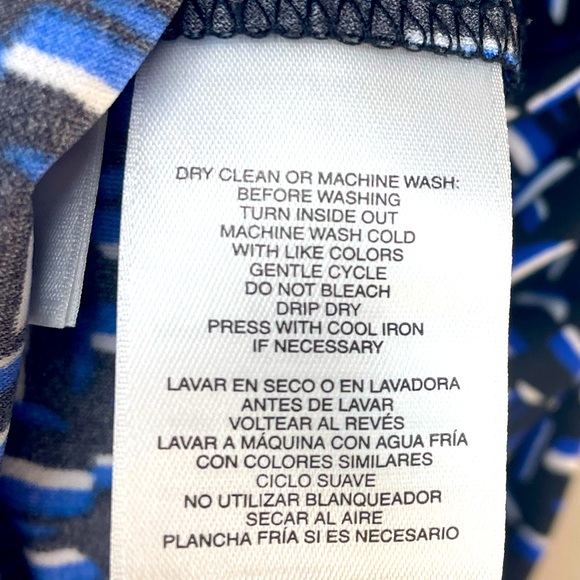 DRY CLEAN OR MACHINE WASH:
BEFORE WASHING
TURN INSIDE OUT
MACHINE WASH COLD
WITH LIKE COLORS
GENTLE CYCLE
DO NOT BLEACH
DRIP DRY
PRESS WITH COOL IRON
IF NECESSARY
LAVAR EN SECO O EN LAVADORA
ANTES DE LAVAR
VOLTEAR AL REVÉS
LAVAR A MÁQUINA CON AGUA FRÍA
CON COLORES SIMILARES
CICLO SUAVE
NO UTILIZAR BLANQUEADOR
SECAR AL AIRE
PLANCHA FRÍA SI ES NECESARIO